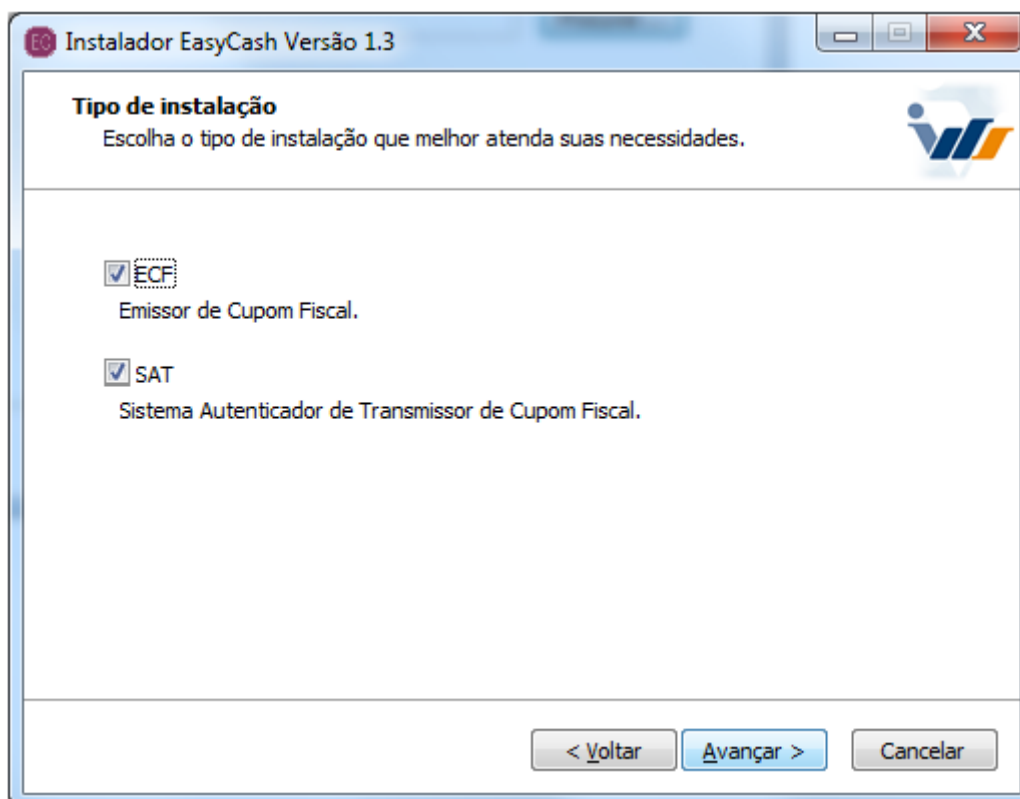 EC Instalador EasyCash Versão 1.3
Tipo de instalação
Escolha o tipo de instalação que melhor atenda suas necessidades.
ECF
Emissor de Cupom Fiscal.
SAT
Sistema Autenticador de Transmissor de Cupom Fiscal.
< Voltar
Avançar >
Cancelar